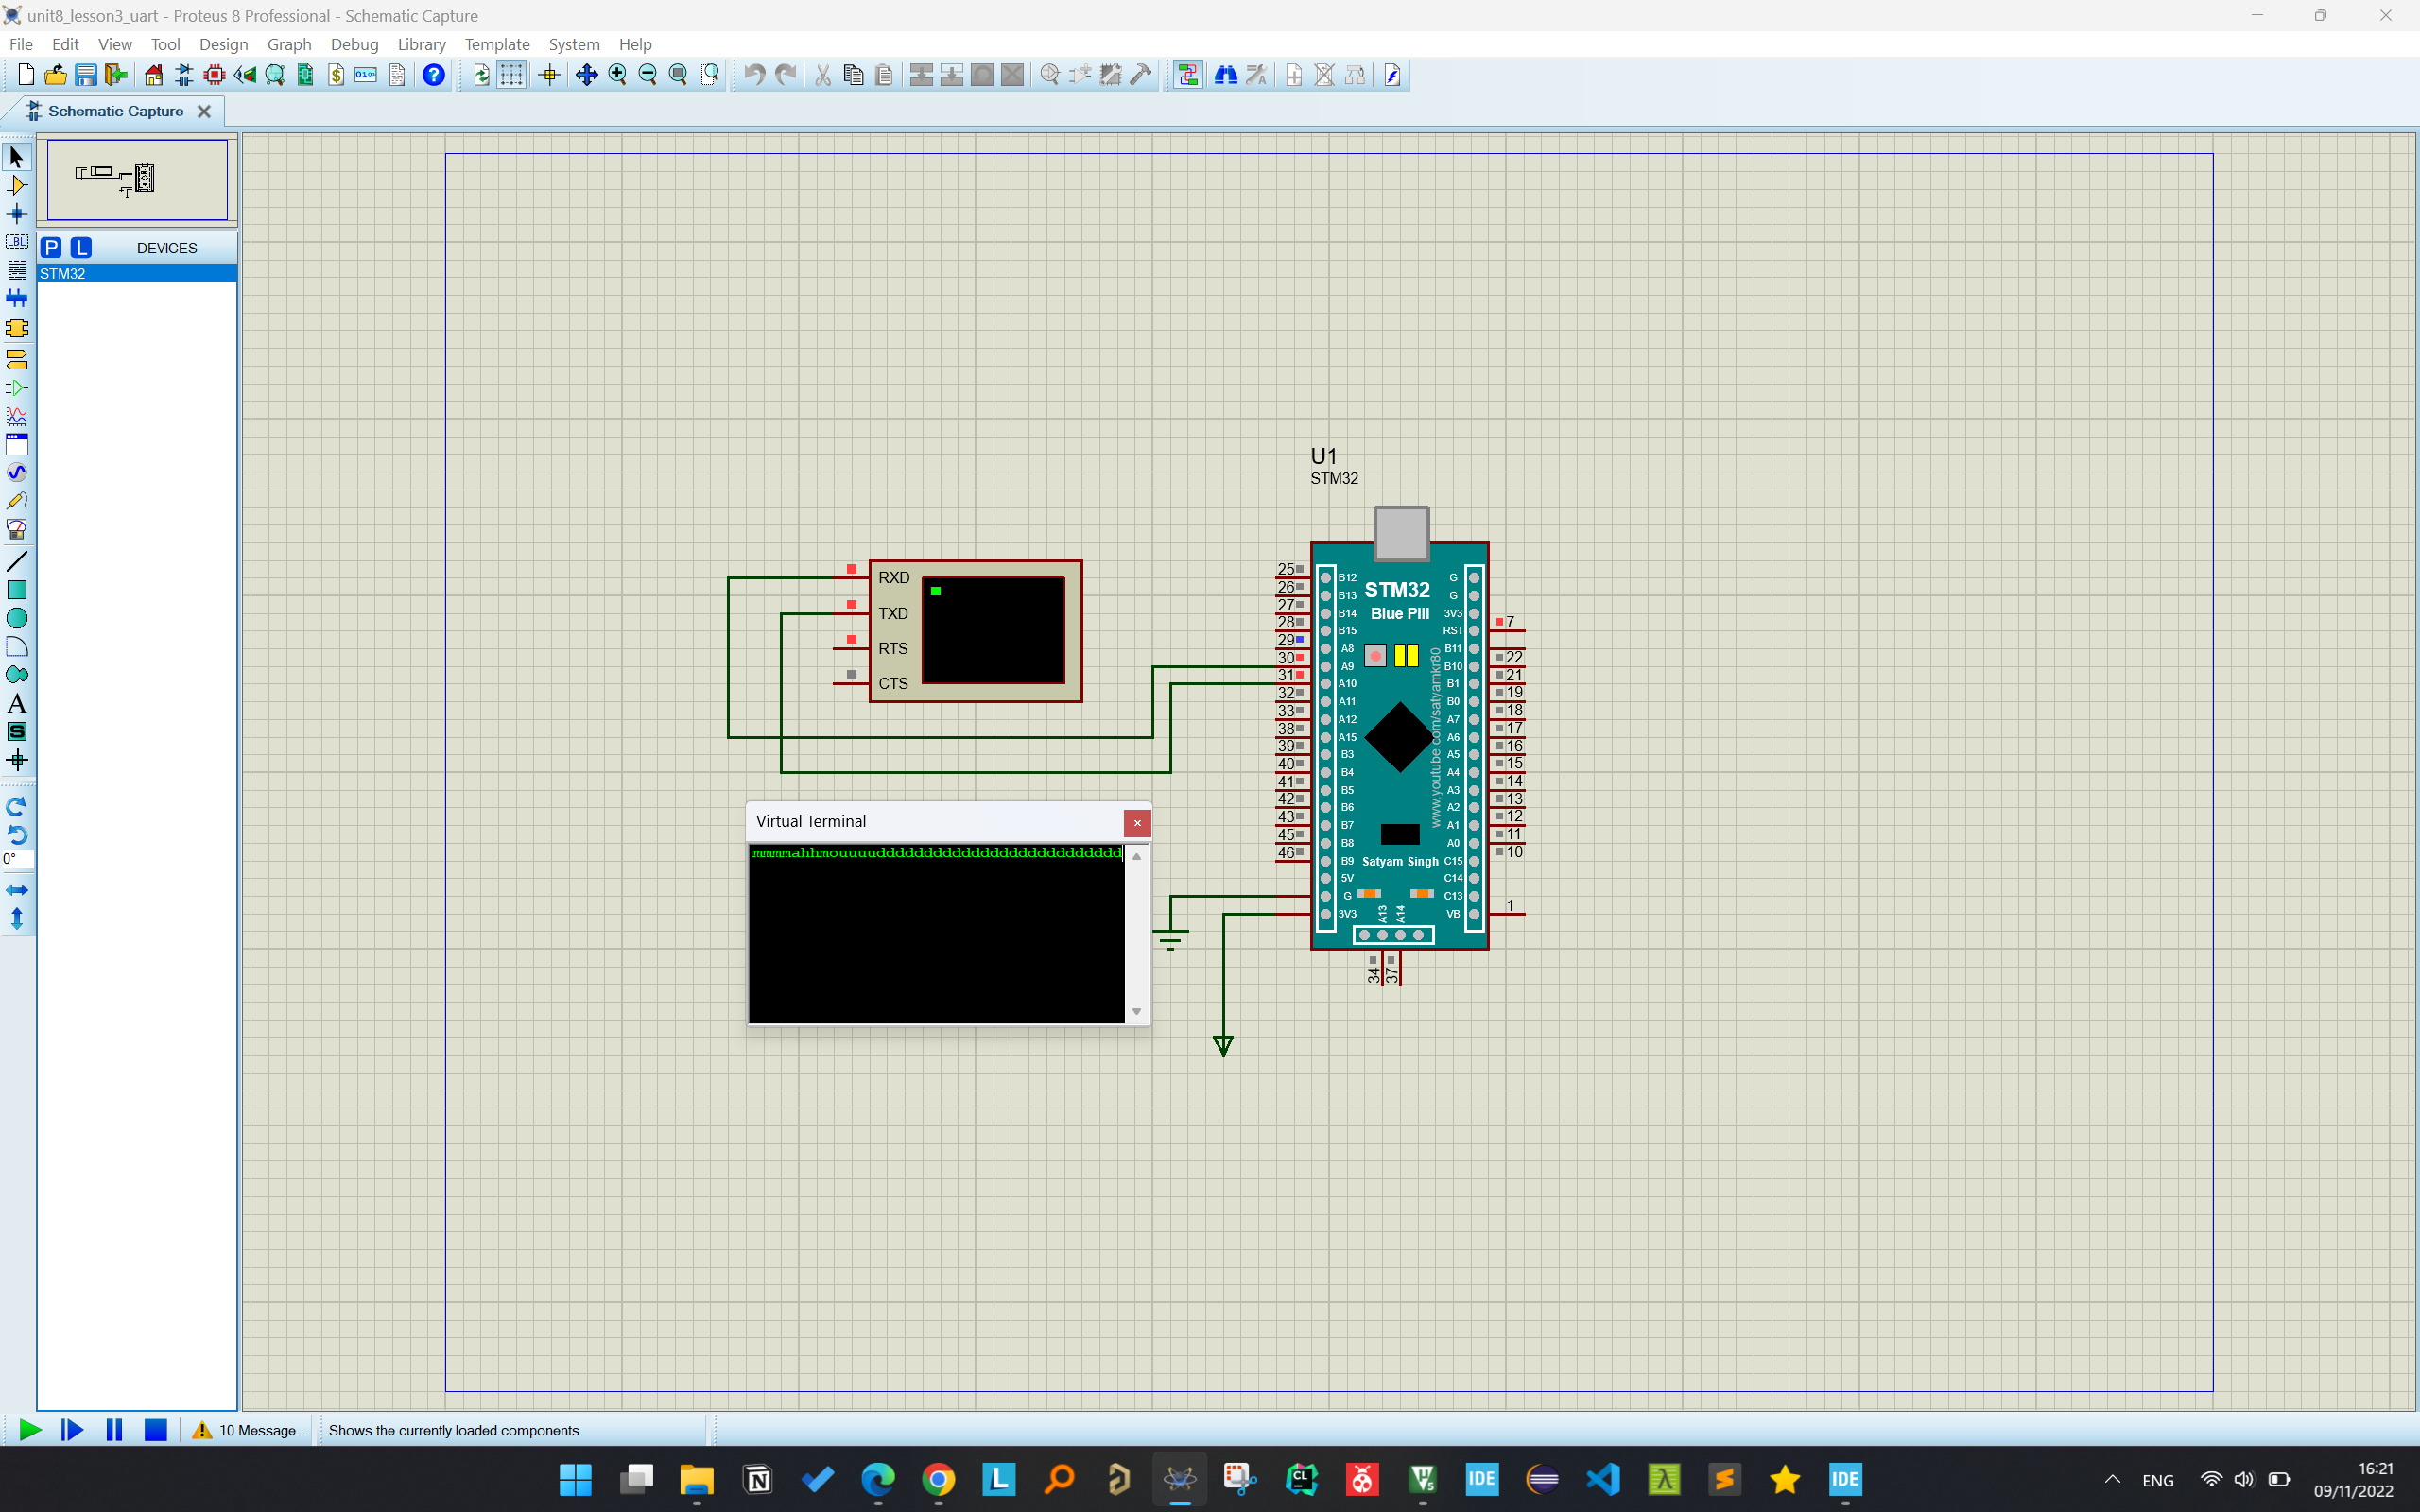 unit8_lesson3_uart - Proteus 8 Professional - Schematic Capture
File Edit View Tool Design Graph Debug Library Template System Help
Schematic Capture
P L DEVICES
STM32
LBL
A
S
0°
U1
STM32
RXD
TXD
RTS
CTS
STM32
Blue Pill
25 B12 G
26 B13 G
27 B14 3V3
28 B15 RST 7
29 A8 B11
30 A9 B10 22
31 A10 B1 21
32 A11 B0 19
33 A12 A7 18
38 A15 A6 17
39 B3 A5 16
40 B4 A4 15
41 B5 A3 14
42 B6 A2 13
43 B7 A1 12
45 B8 A0 11
46 B9 Satyam Singh C15 10
5V C14
G C13
3V3 A13 A14 VB 1
34 37
www.youtube.com/satyamkr80
Virtual Terminal
10 Message... Shows the currently loaded components.
ENG
16:21
09/11/2022